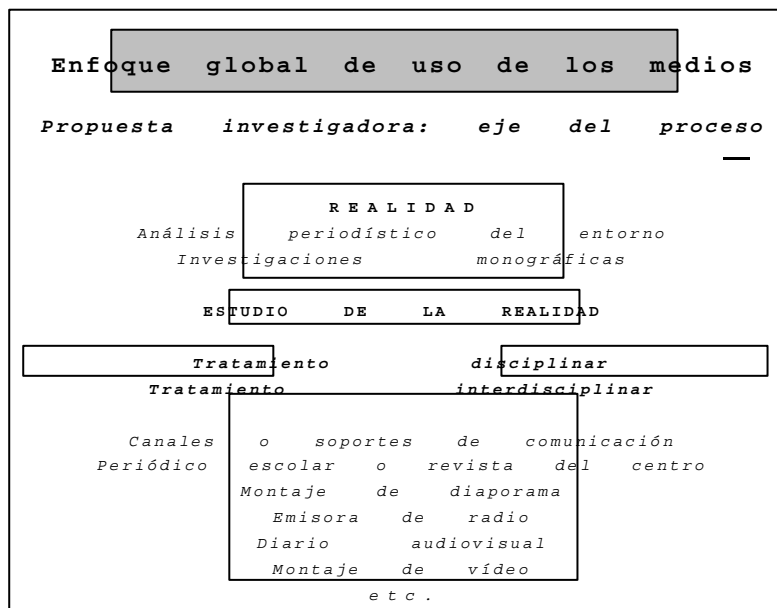 Enfoque global de uso de los medios
Propuesta investigadora: eje del proceso
REALIDAD
Análisis periodístico del entorno
Investigaciones monográficas
ESTUDIO DE LA REALIDAD
Tratamiento disciplinar
Tratamiento interdisciplinar
Canales o soportes de comunicación
Periódico escolar o revista del centro
Montaje de diaporama
Emisora de radio
Diario audiovisual
Montaje de vídeo
etc.